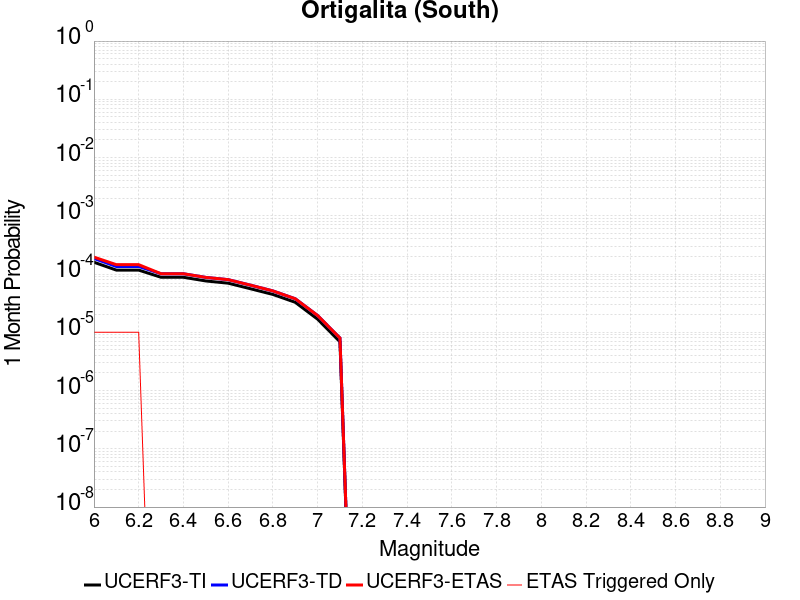 Ortigalita (South)
10^0
10^-1
10^-2
10^-3
10^-4
10^-5
10^-6
10^-7
10^-8
1 Month Probability
6 6.2 6.4 6.6 6.8 7 7.2 7.4 7.6 7.8 8 8.2 8.4 8.6 8.8 9
Magnitude
UCERF3-TI UCERF3-TD UCERF3-ETAS ETAS Triggered Only